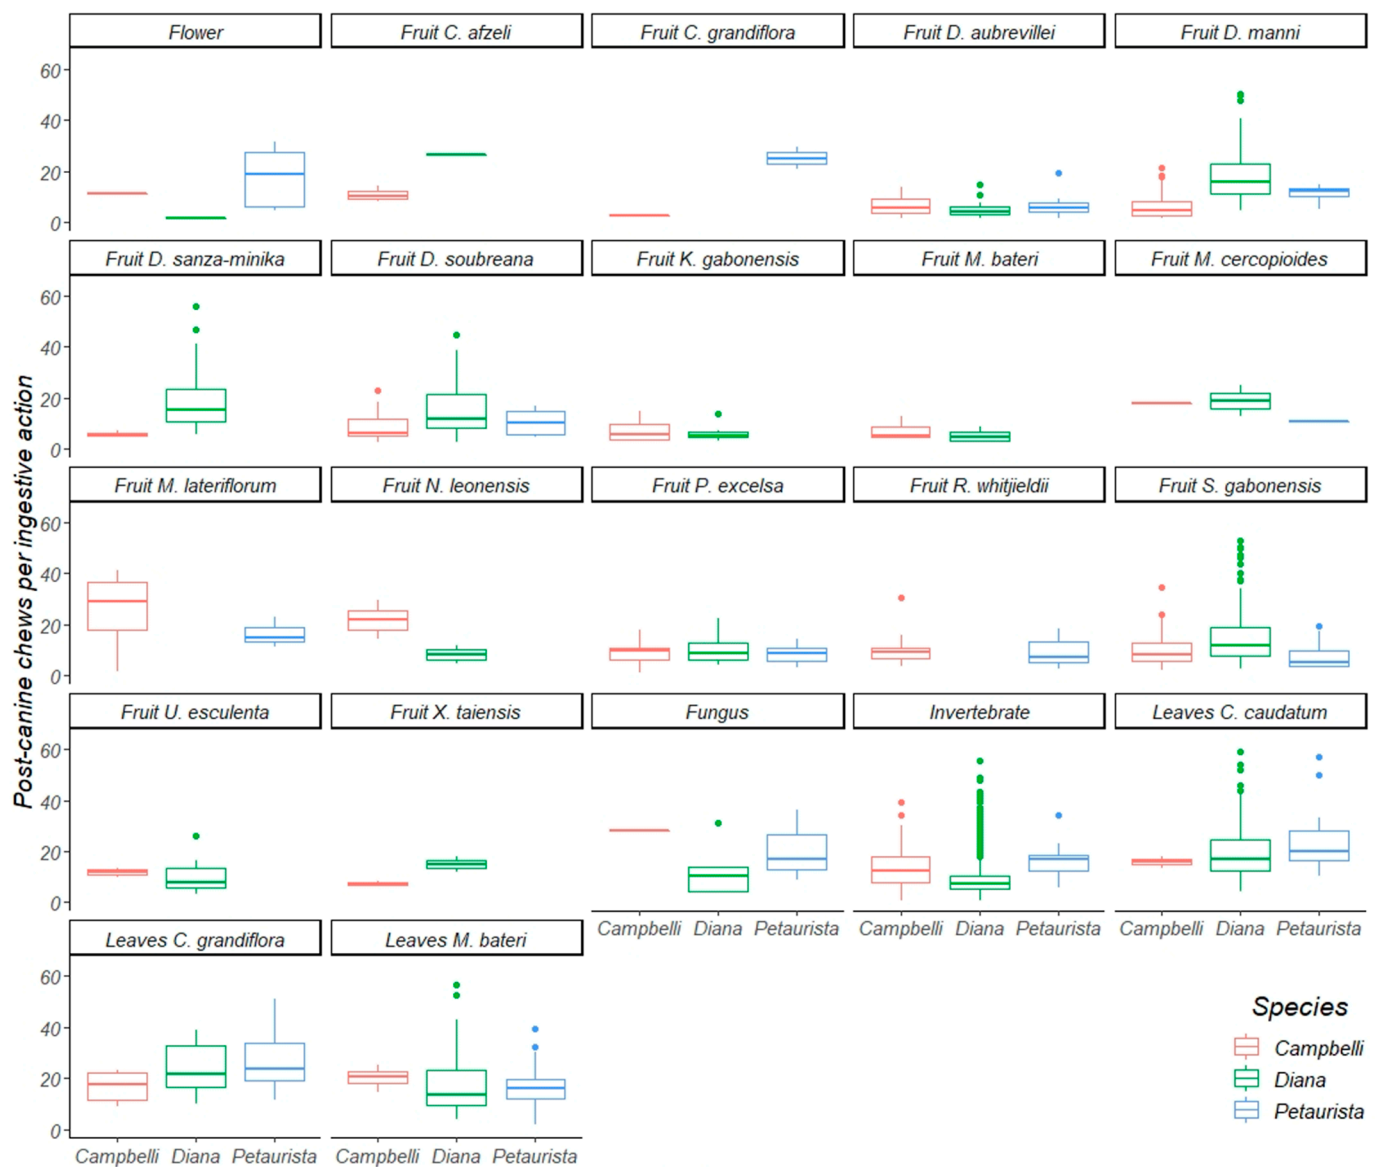 Flower
Fruit C. afzeli
Fruit C. grandiflora
Fruit D. aubrevillei
Fruit D. manni
60
40
20
0
Fruit D. sanza-minika
Fruit D. soubreana
Fruit K. gabonensis
Fruit M. bateri
Fruit M. cercopioides
60
40
20
0
Post-canine chews per ingestive action
Fruit M. lateriflorum
Fruit N. leonensis
Fruit P. excelsa
Fruit R. whitjieldii
Fruit S. gabonensis
60
40
20
0
Fruit U. esculenta
Fruit X. taiensis
Fungus
Invertebrate
Leaves C. caudatum
60
40
20
0
Campbelli Diana Petaurista
Campbelli Diana Petaurista
Campbelli Diana Petaurista
Leaves C. grandiflora
Leaves M. bateri
60
40
20
0
Campbelli Diana Petaurista
Campbelli Diana Petaurista
Species
Campbelli
Diana
Petaurista